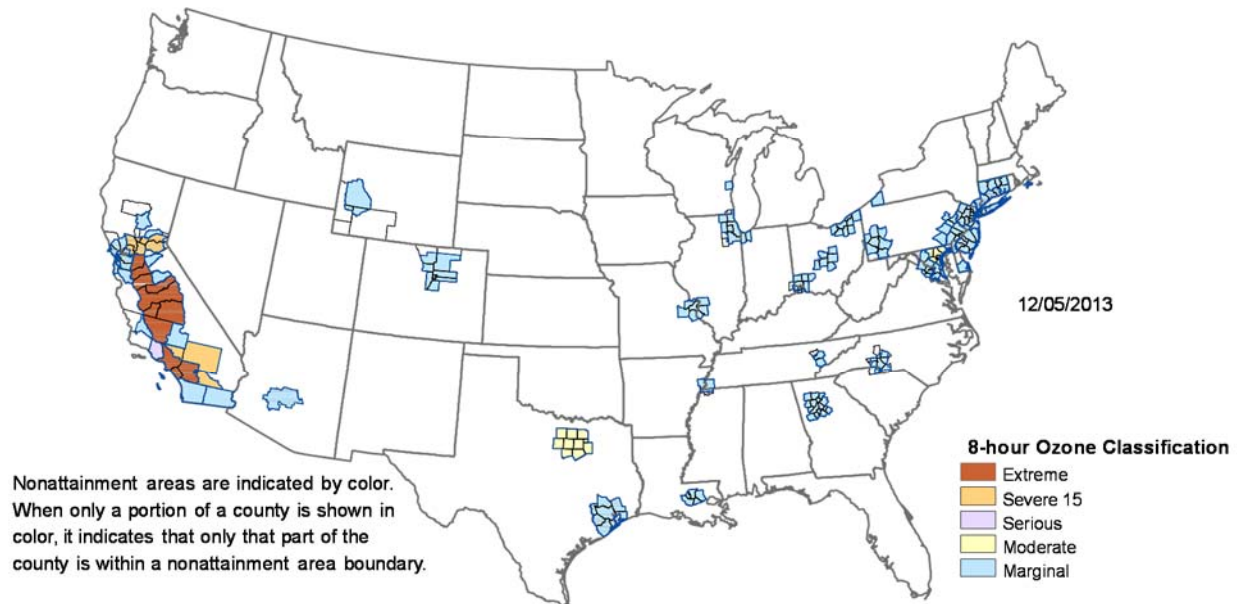 12/05/2013
8-hour Ozone Classification
Extreme
Severe 15
Serious
Moderate
Marginal
Nonattainment areas are indicated by color.
When only a portion of a county is shown in
color, it indicates that only that part of the
county is within a nonattainment area boundary.